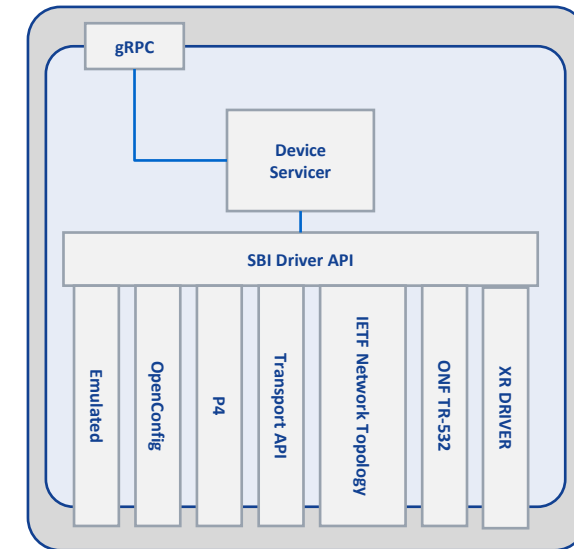 gRPC
Device
Servicer
SBI Driver API
Emulated
OpenConfig
P4
Transport API
IETF Network Topology
ONF TR-532
XR DRIVER